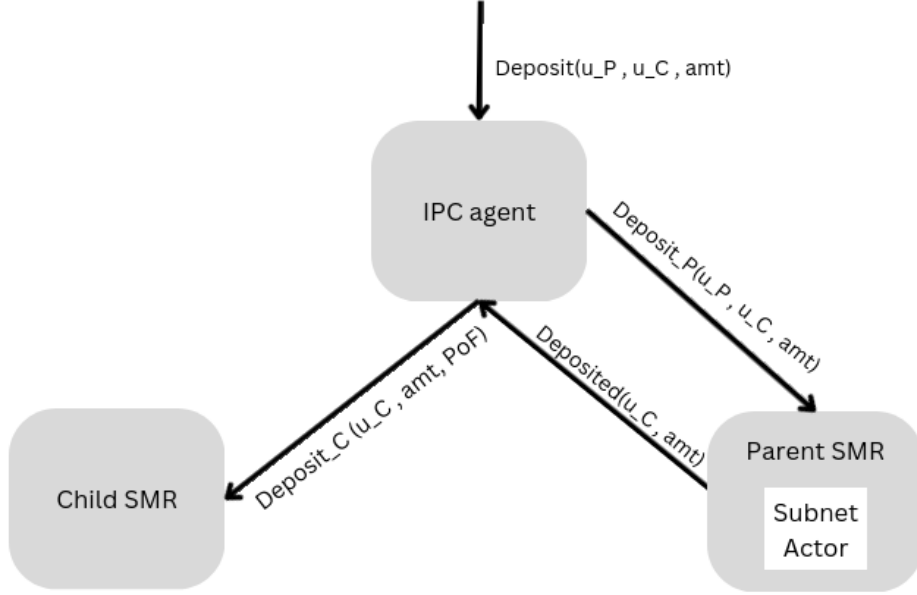 Deposit(u_P , u_C , amt)
IPC agent
Deposit_P(u_P , u_C , amt)
Deposit_C (u_C , amt, PoF)
Deposited(u_C , amt)
Parent SMR
Child SMR
Subnet
Actor